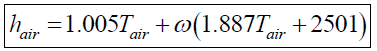 h_air = 1.005T_air + ω(1.887T_air + 2501)